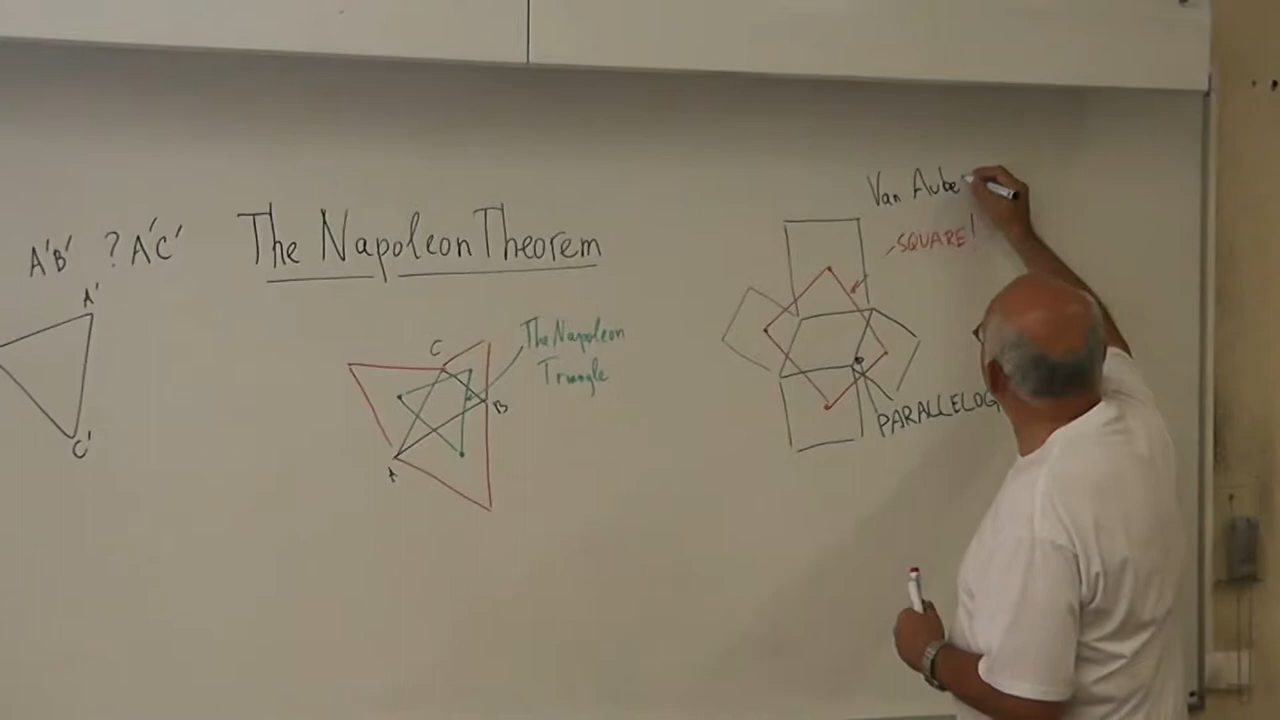 A'B' ? A'C'
A'
C'
The Napoleon Theorem
The Napoleon
Triangle
C
B
A
Van Aube
SQUARE!
PARALLELOG